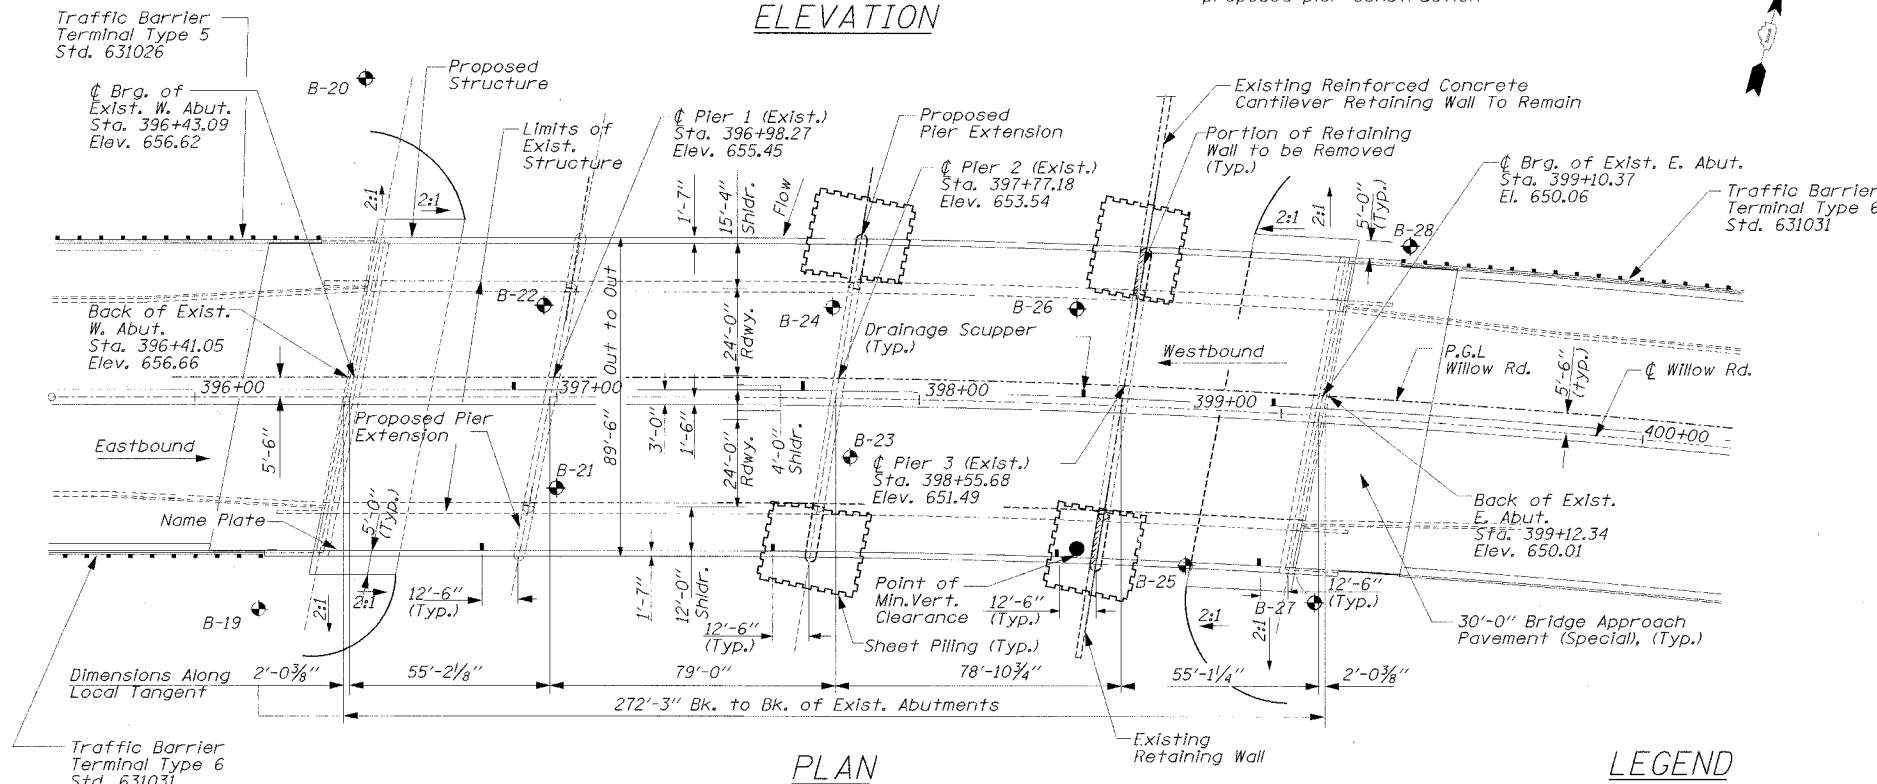 ELEVATION
proposed pier construction
Traffic Barrier
Terminal Type 5
Std. 631026
B-20
Proposed
Structure
℄ Brg. of
Exist. W. Abut.
Sta. 396+43.09
Elev. 656.62
Limits of
Exist.
Structure
℄ Pier 1 (Exist.)
Sta. 396+98.27
Elev. 655.45
Proposed
Pier Extension
℄ Pier 2 (Exist.)
Sta. 397+77.18
Elev. 653.54
Existing Reinforced Concrete
Cantilever Retaining Wall To Remain
Portion of Retaining
Wall to be Removed
(Typ.)
℄ Brg. of Exist. E. Abut.
Sta. 399+10.37
El. 650.06
Traffic Barrier
Terminal Type 6
Std. 631031
2:1
2:1
1'-7"
15'-4"
Shldr.
Flow
2:1
2:1
5'-0"
(Typ.)
B-28
B-22
B-24
B-26
Back of Exist.
W. Abut.
Sta. 396+41.05
Elev. 656.66
89'-6" Out to Out
24'-0"
Rdwy.
Drainage Scupper
(Typ.)
Westbound
P.G.L
Willow Rd.
5'-6"
(typ.)
℄ Willow Rd.
396+00
397+00
398+00
399+00
400+00
Eastbound
5'-6"
Proposed Pier
Extension
3'-0"
1'-6"
24'-0"
Rdwy.
4'-0"
Shldr.
B-23
℄ Pier 3 (Exist.)
Sta. 398+55.68
Elev. 651.49
B-21
Name Plate
5'-0"
(Typ.)
Back of Exist.
E. Abut.
Sta. 399+12.34
Elev. 650.01
B-19
2:1
2:1
12'-6"
(Typ.)
1'-7"
12'-0"
Shldr.
12'-6"
(Typ.)
Point of
Min.Vert.
Clearance
12'-6"
(Typ.)
B-25
2:1
B-27
2:1
12'-6"
(Typ.)
Sheet Piling (Typ.)
30'-0" Bridge Approach
Pavement (Special), (Typ.)
Dimensions Along
Local Tangent
2'-0⅜"
55'-2⅛"
79'-0"
78'-10¾"
55'-1¼"
2'-0⅜"
272'-3" Bk. to Bk. of Exist. Abutments
Traffic Barrier
Terminal Type 6
Std. 631031
Existing
Retaining Wall
PLAN
LEGEND